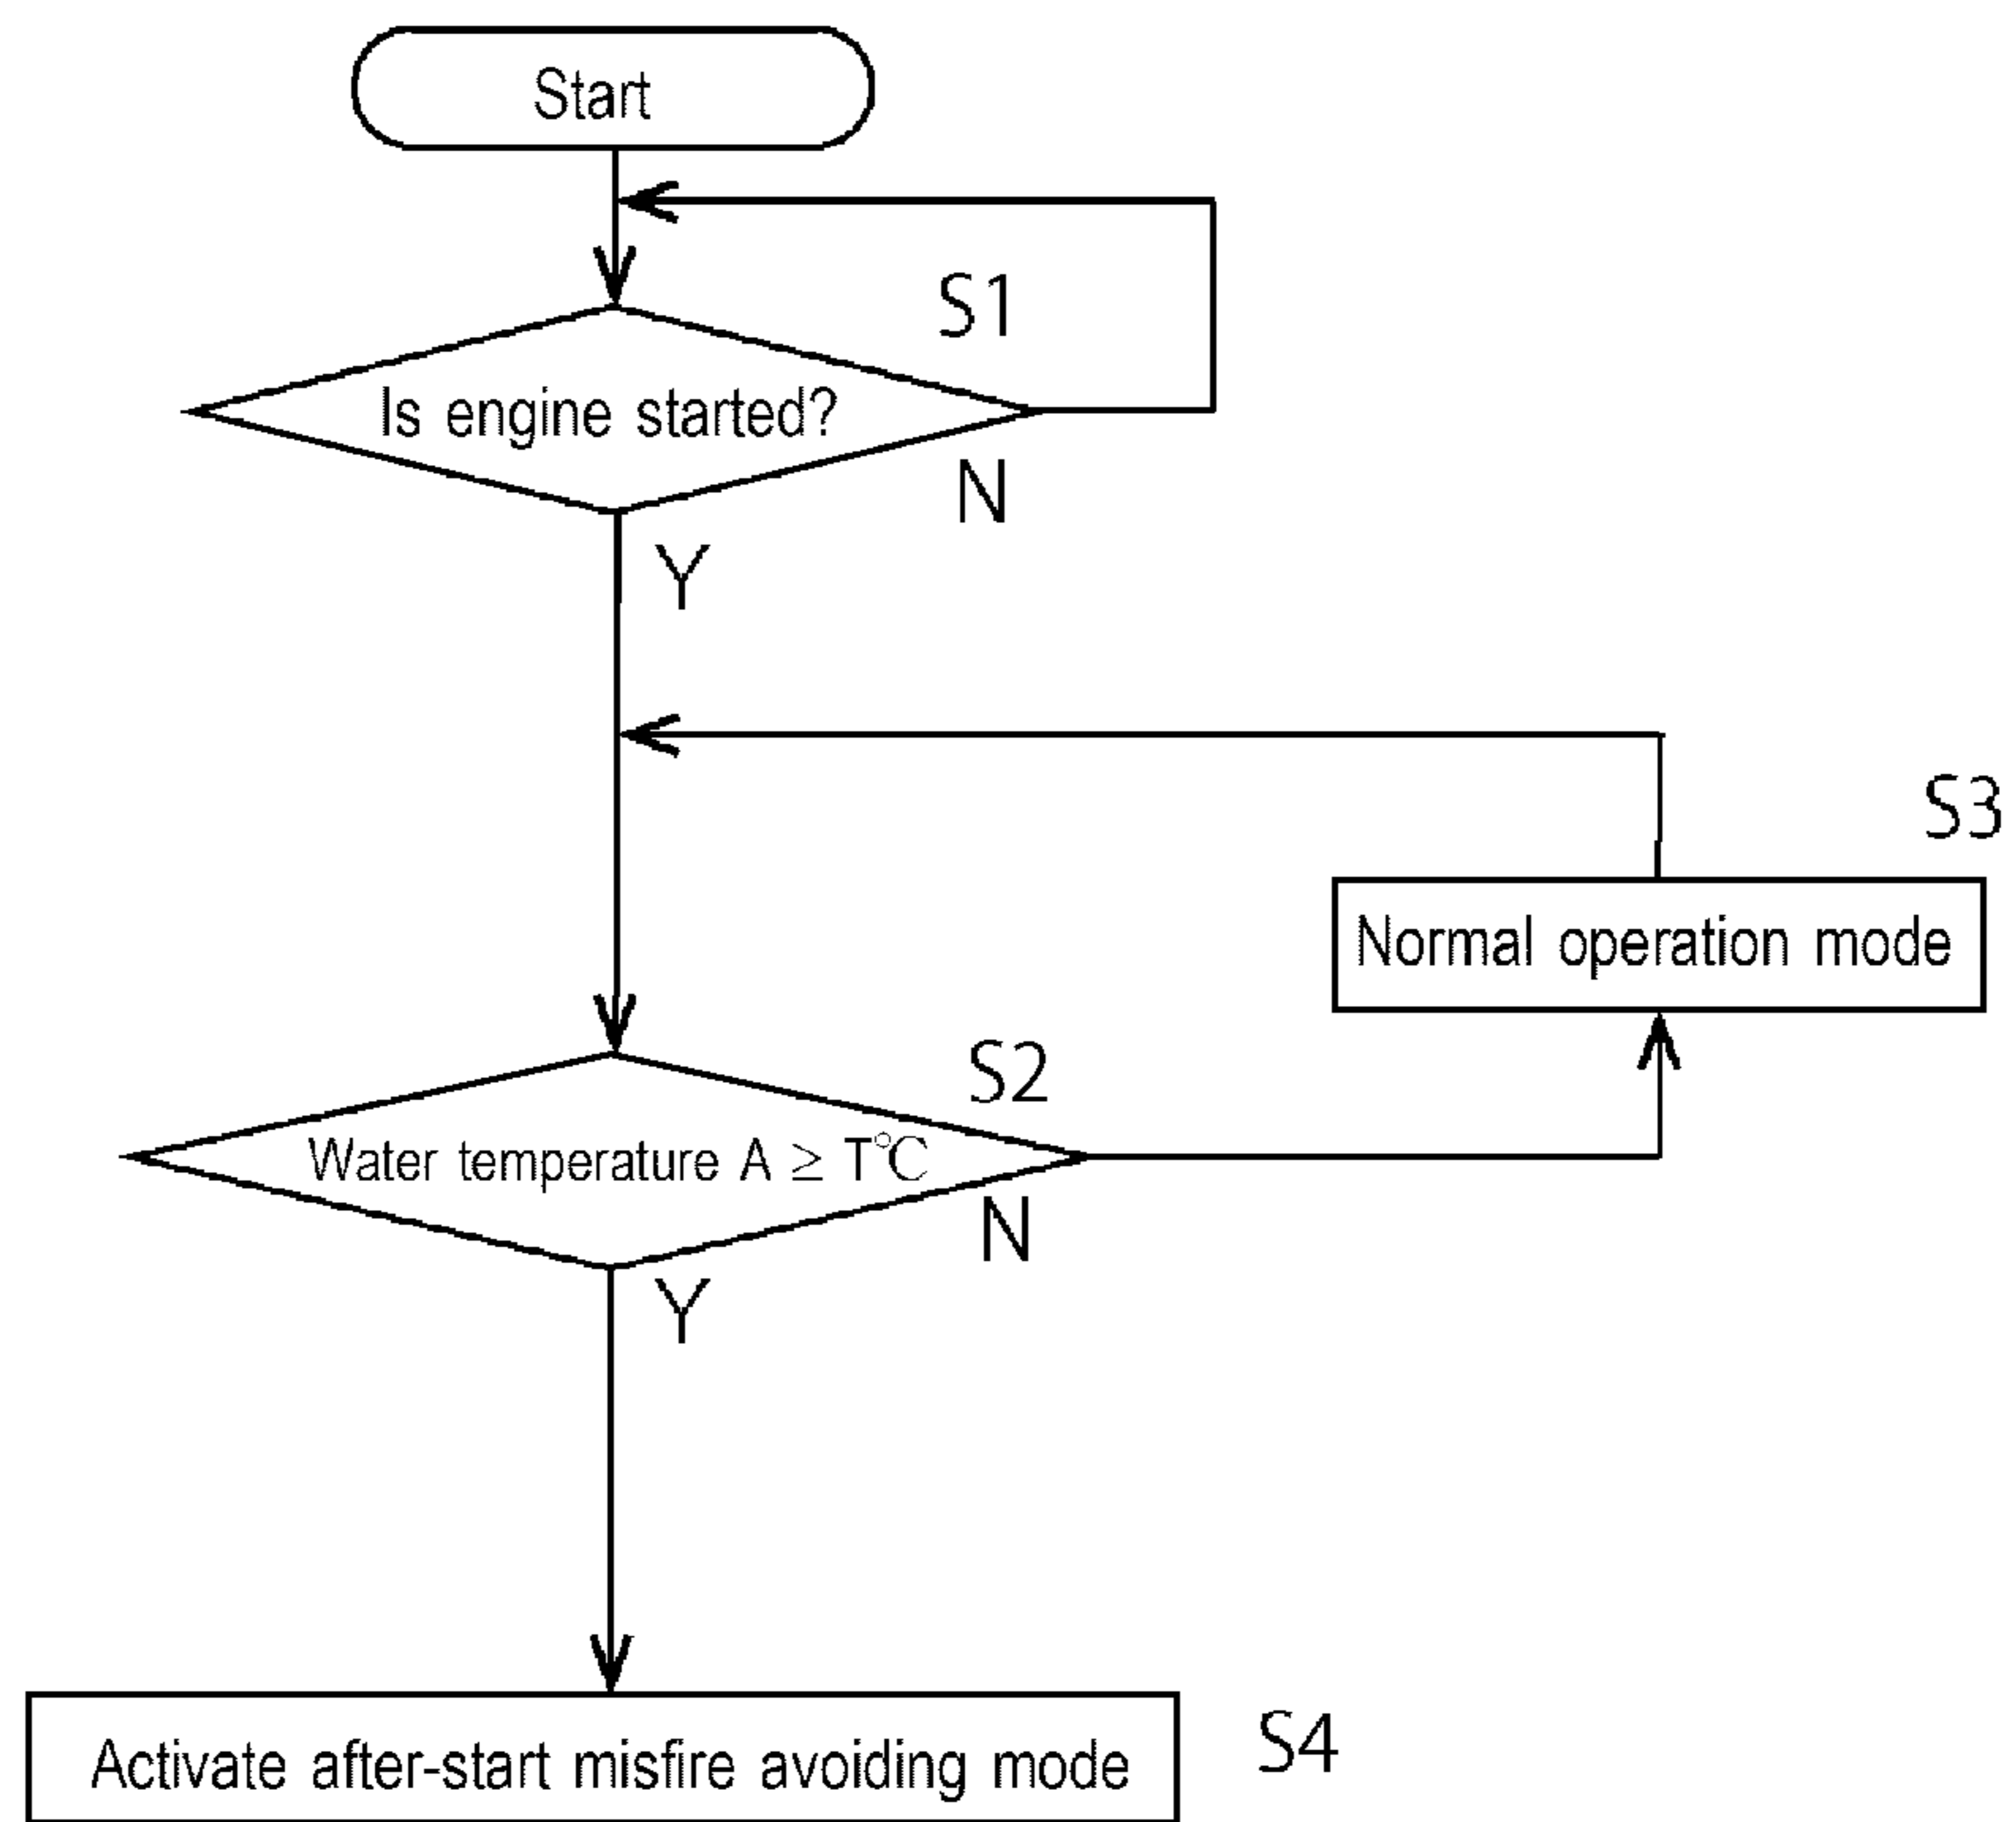 Start
S1
Is engine started?
N
Y
S3
Normal operation mode
S2
Water temperature A ≥ T℃
N
Y
Activate after-start misfire avoiding mode
S4